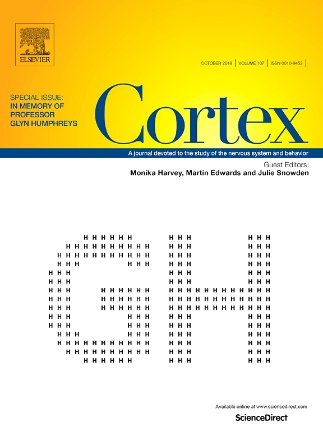 OCTOBER 2018 | VOLUME 107 | ISSN 0010-9452
ELSEVIER
SPECIAL ISSUE:
IN MEMORY OF
PROFESSOR
GLYN HUMPHREYS
Cortex
A journal devoted to the study of the nervous system and behavior
Guest Editors:
Monika Harvey, Martin Edwards and Julie Snowden
H H H H H H H H H H H H
H H H H H H H H H H H H H H H H
H H H H H H H H H H H H H H H H H
H H H H H H H H H H H H
H H H H H H H H H
H H H H H H H H H
H H H H H H H H H H H H H H H H H H H H H H H H H H
H H H H H H H H H H H H H H H H H H H H H H H H H H
H H H H H H H H H H H H H H H H H H H H H H H H H H
H H H H H H H H H H H H
H H H H H H H H H H H H
H H H H H H H H H H H H
H H H H H H H H H H H H H H H H H
H H H H H H H H H H H H H H H H
H H H H H H H H H H H H
Available online at www.sciencedirect.com
ScienceDirect